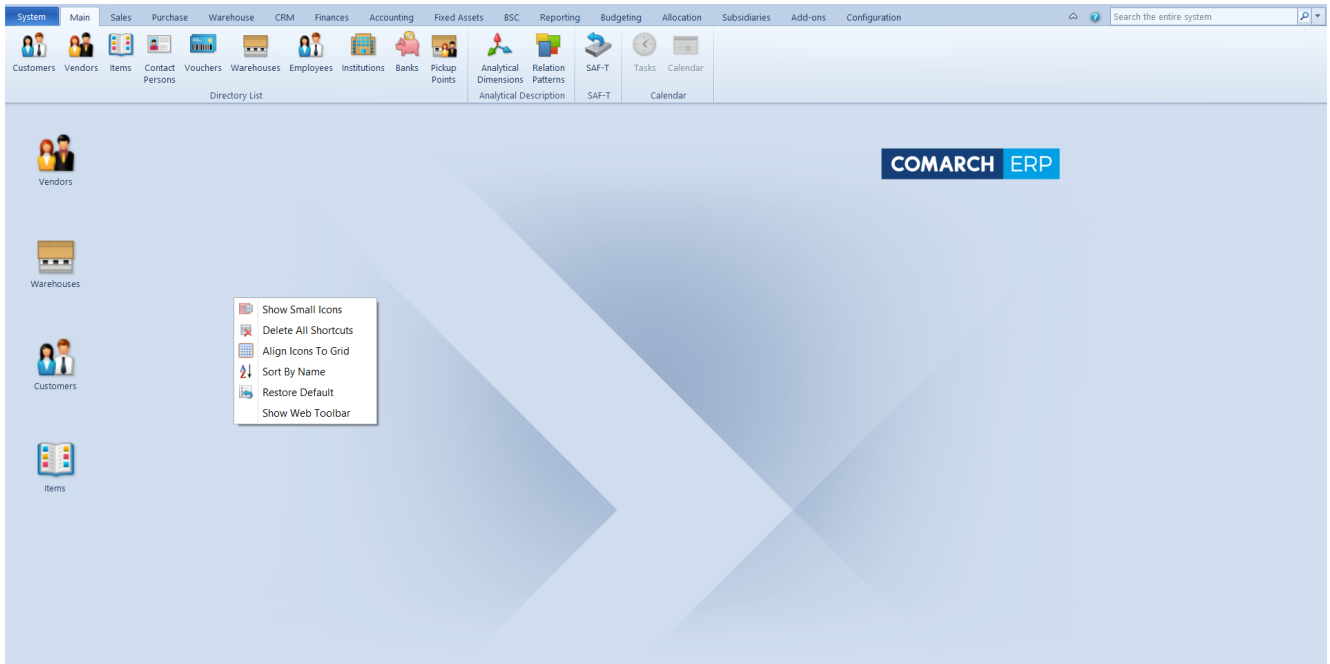 System Main Sales Purchase Warehouse CRM Finances Accounting Fixed Assets BSC Reporting Budgeting Allocation Subsidiaries Add-ons Configuration Search the entire system
Customers Vendors Items Contact Vouchers Warehouses Employees Institutions Banks Pickup Analytical Relation SAF-T Tasks Calendar
Persons Points Dimensions Patterns
Directory List Analytical Description SAF-T Calendar
COMARCH ERP
Vendors
Warehouses
Show Small Icons
Delete All Shortcuts
Align Icons To Grid
Sort By Name
Restore Default
Show Web Toolbar
Customers
Items